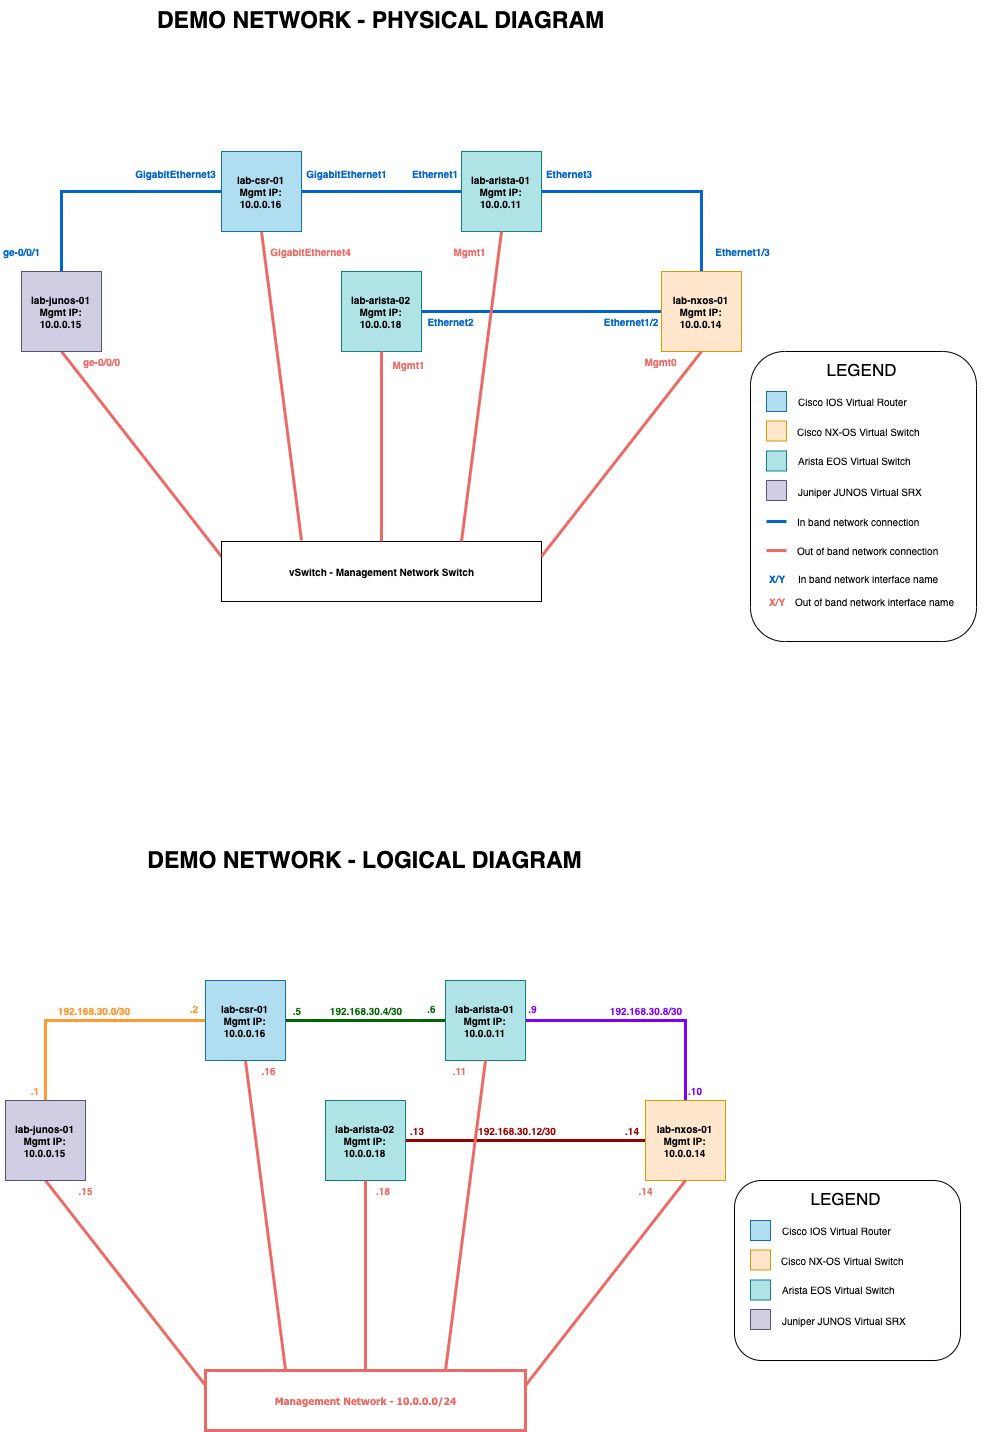 DEMO NETWORK - PHYSICAL DIAGRAM
GigabitEthernet3
lab-csr-01
Mgmt IP:
10.0.0.16
GigabitEthernet1
Ethernet1
lab-arista-01
Mgmt IP:
10.0.0.11
Ethernet3
ge-0/0/1
GigabitEthernet4
Mgmt1
Ethernet1/3
lab-junos-01
Mgmt IP:
10.0.0.15
lab-arista-02
Mgmt IP:
10.0.0.18
Ethernet2
Ethernet1/2
lab-nxos-01
Mgmt IP:
10.0.0.14
ge-0/0/0
Mgmt1
Mgmt0
vSwitch - Management Network Switch
LEGEND
Cisco IOS Virtual Router
Cisco NX-OS Virtual Switch
Arista EOS Virtual Switch
Juniper JUNOS Virtual SRX
In band network connection
Out of band network connection
X/Y In band network interface name
X/Y Out of band network interface name
DEMO NETWORK - LOGICAL DIAGRAM
192.168.30.0/30
.2
lab-csr-01
Mgmt IP:
10.0.0.16
.5
192.168.30.4/30
.6
lab-arista-01
Mgmt IP:
10.0.0.11
.9
192.168.30.8/30
.1
.16
.11
.10
lab-junos-01
Mgmt IP:
10.0.0.15
lab-arista-02
Mgmt IP:
10.0.0.18
.13
192.168.30.12/30
.14
lab-nxos-01
Mgmt IP:
10.0.0.14
.15
.18
.14
Management Network - 10.0.0.0/24
LEGEND
Cisco IOS Virtual Router
Cisco NX-OS Virtual Switch
Arista EOS Virtual Switch
Juniper JUNOS Virtual SRX